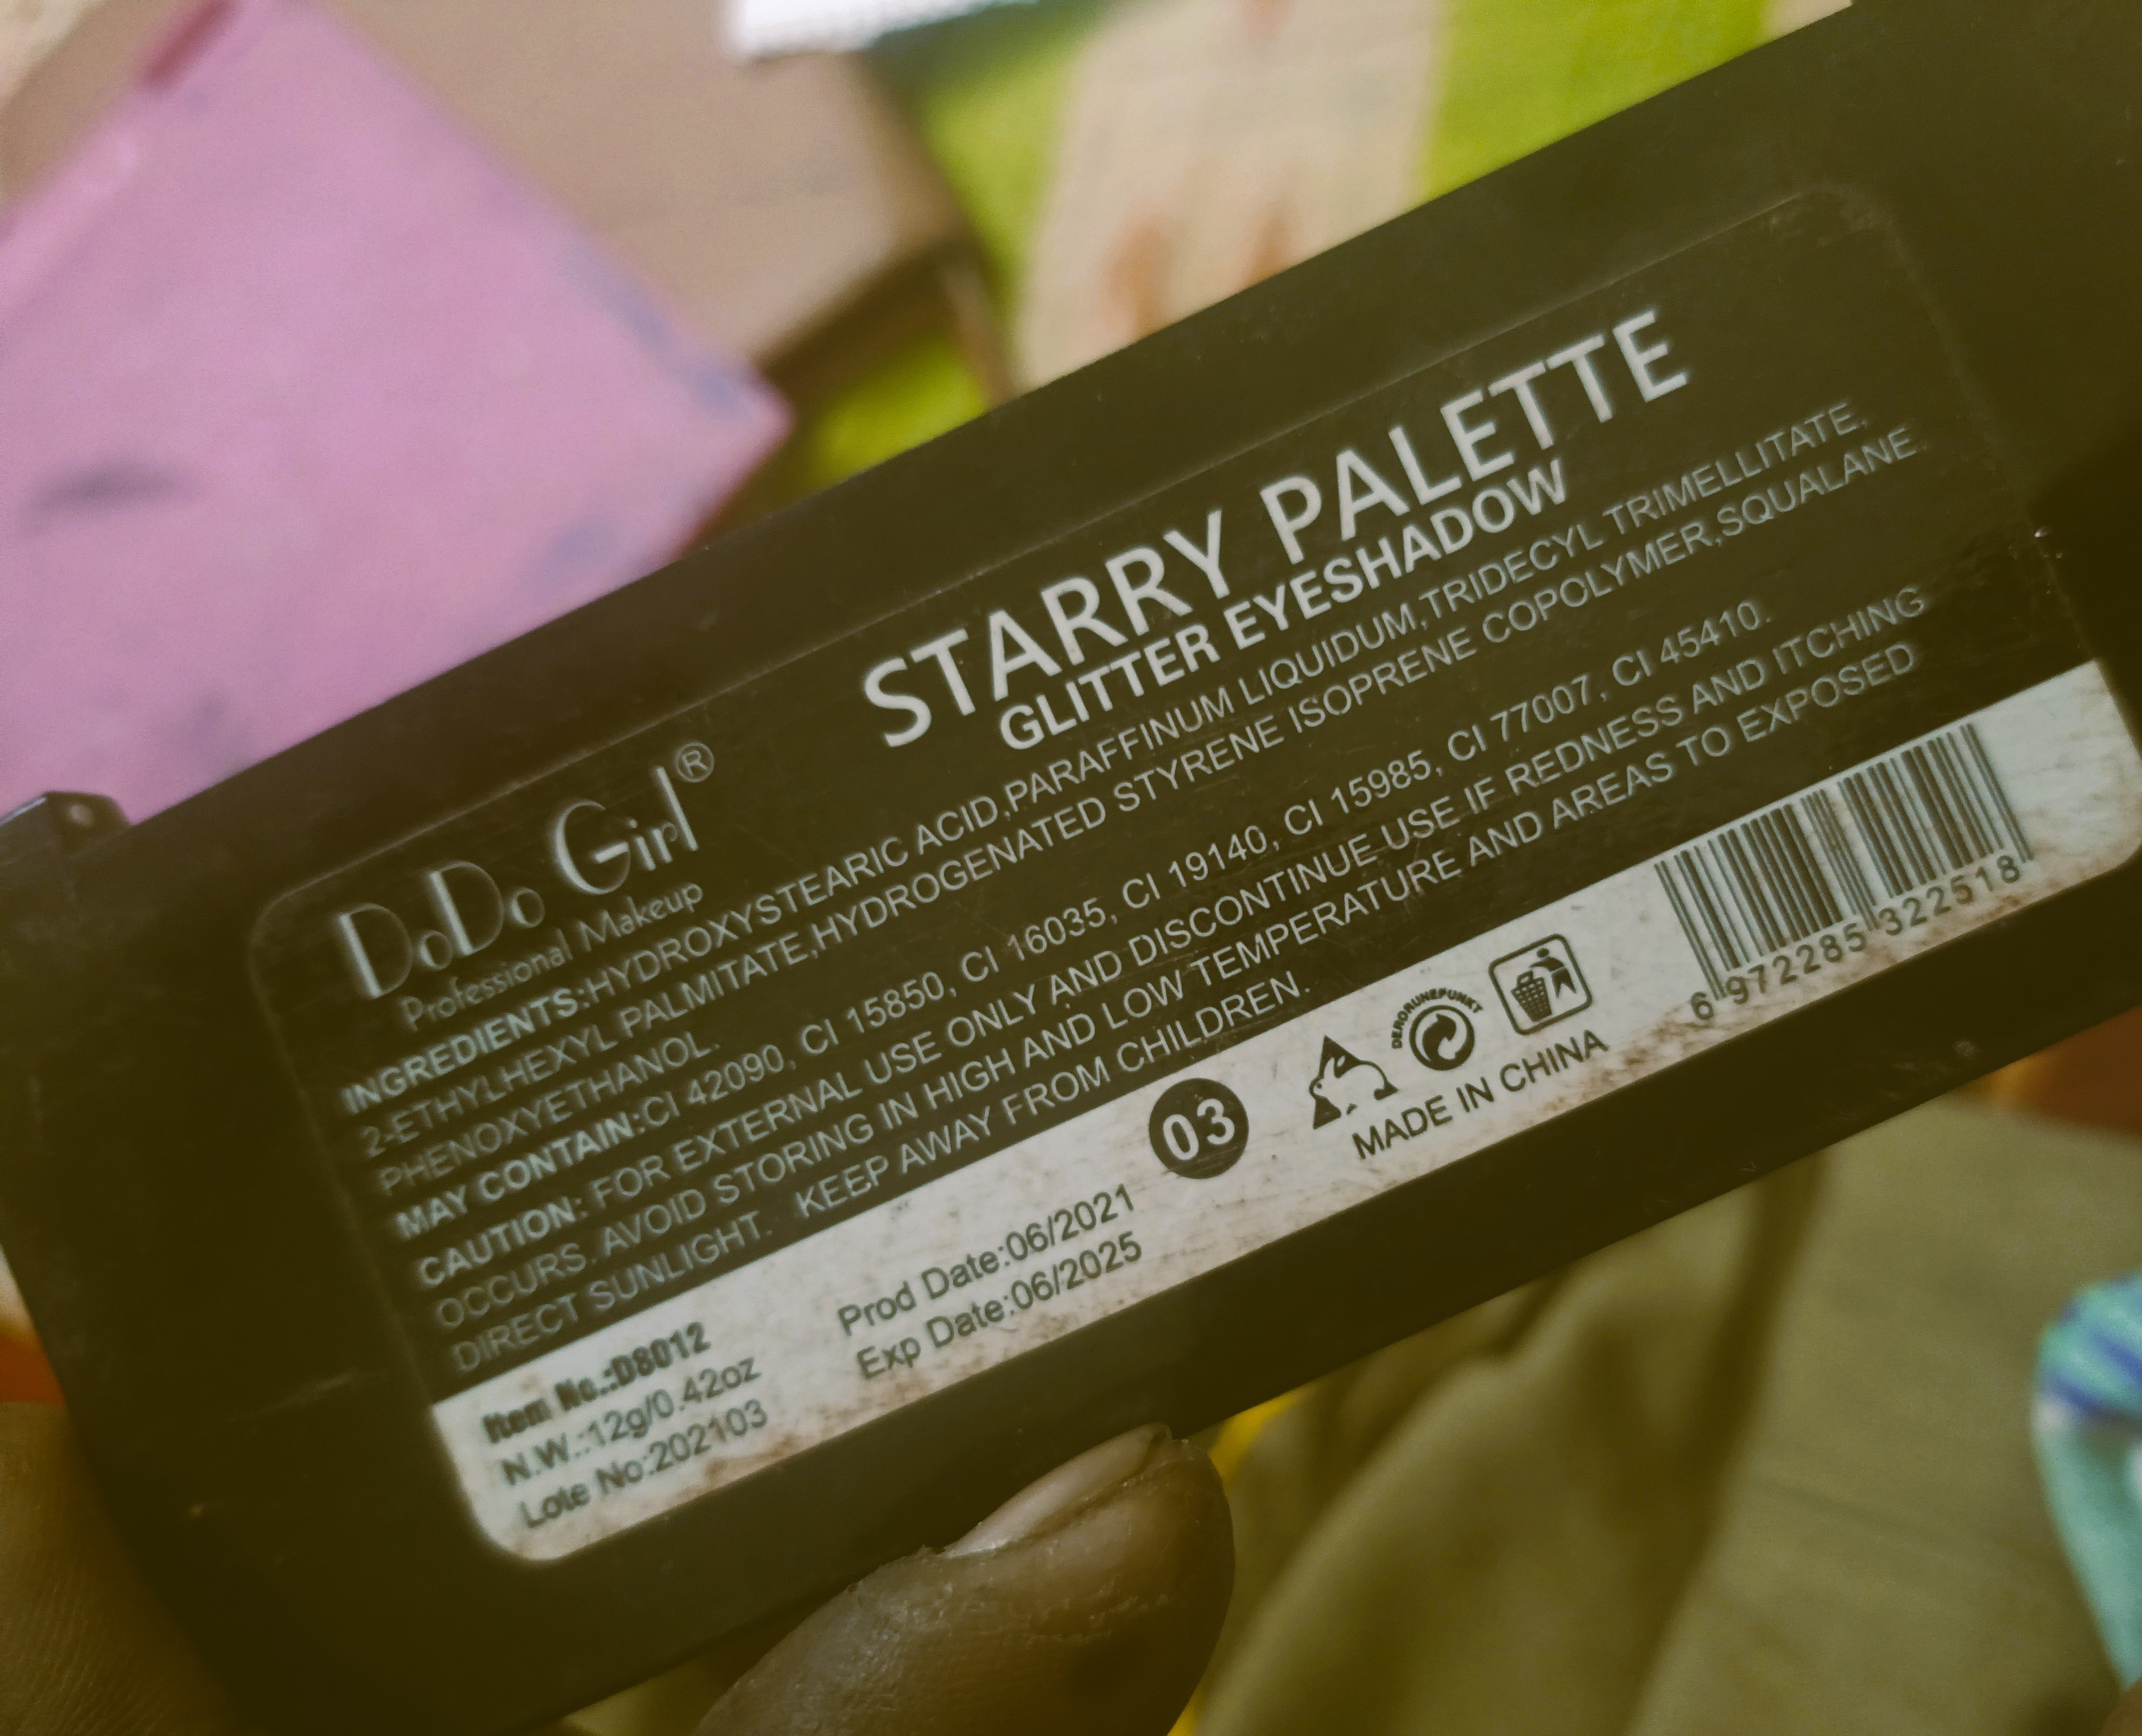 DoDo Girl®
Professional Makeup
STARRY PALETTE
GLITTER EYESHADOW
INGREDIENTS:HYDROXYSTEARIC ACID,PARAFFINUM LIQUIDUM,TRIDECYL TRIMELLITATE,
2-ETHYLHEXYL PALMITATE,HYDROGENATED STYRENE ISOPRENE COPOLYMER,SQUALANE.
PHENOXYETHANOL.
MAY CONTAIN:CI 42090, CI 15850, CI 16035, CI 19140, CI 15985, CI 77007, CI 45410.
CAUTION: FOR EXTERNAL USE ONLY AND DISCONTINUE USE IF REDNESS AND ITCHING
OCCURS. AVOID STORING IN HIGH AND LOW TEMPERATURE AND AREAS TO EXPOSED
DIRECT SUNLIGHT. KEEP AWAY FROM CHILDREN.
Item No.:D8012
N.W.:12g/0.42oz
Lote No:202103
Prod Date:06/2021
Exp Date:06/2025
03
DERGRUNEPUNKT
MADE IN CHINA
6 972285 322518